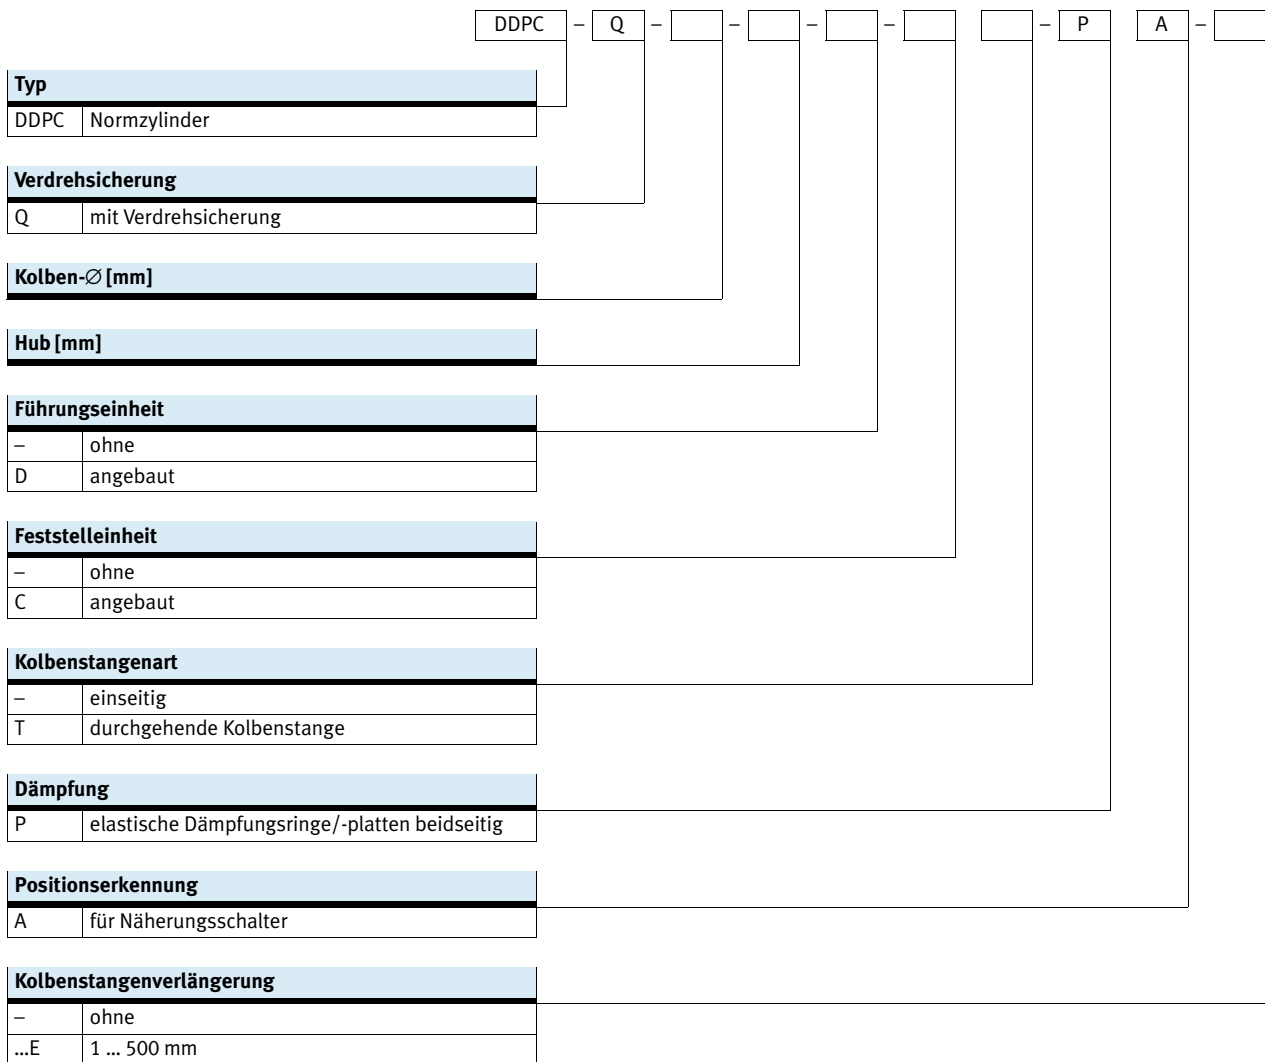 DDPC – Q – – – – – P A –
Typ
DDPC Normzylinder
Verdrehsicherung
Q mit Verdrehsicherung
Kolben-∅ [mm]
Hub [mm]
Führungseinheit
– ohne
D angebaut
Feststelleinheit
– ohne
C angebaut
Kolbenstangenart
– einseitig
T durchgehende Kolbenstange
Dämpfung
P elastische Dämpfungsringe/-platten beidseitig
Positionserkennung
A für Näherungsschalter
Kolbenstangenverlängerung
– ohne
...E 1 ... 500 mm